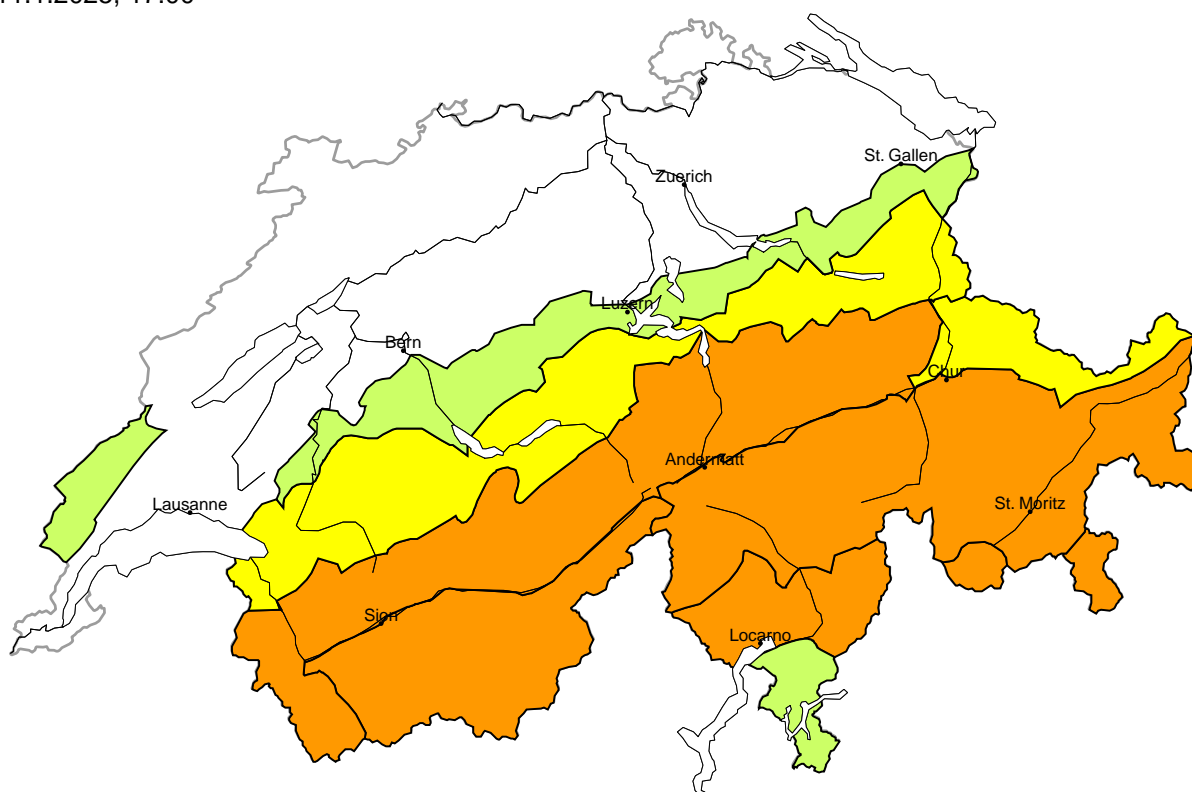 St. Gallen
Zuerich
Luzern
Bern
Chur
Andermatt
Lausanne
St. Moritz
Sion
Locarno